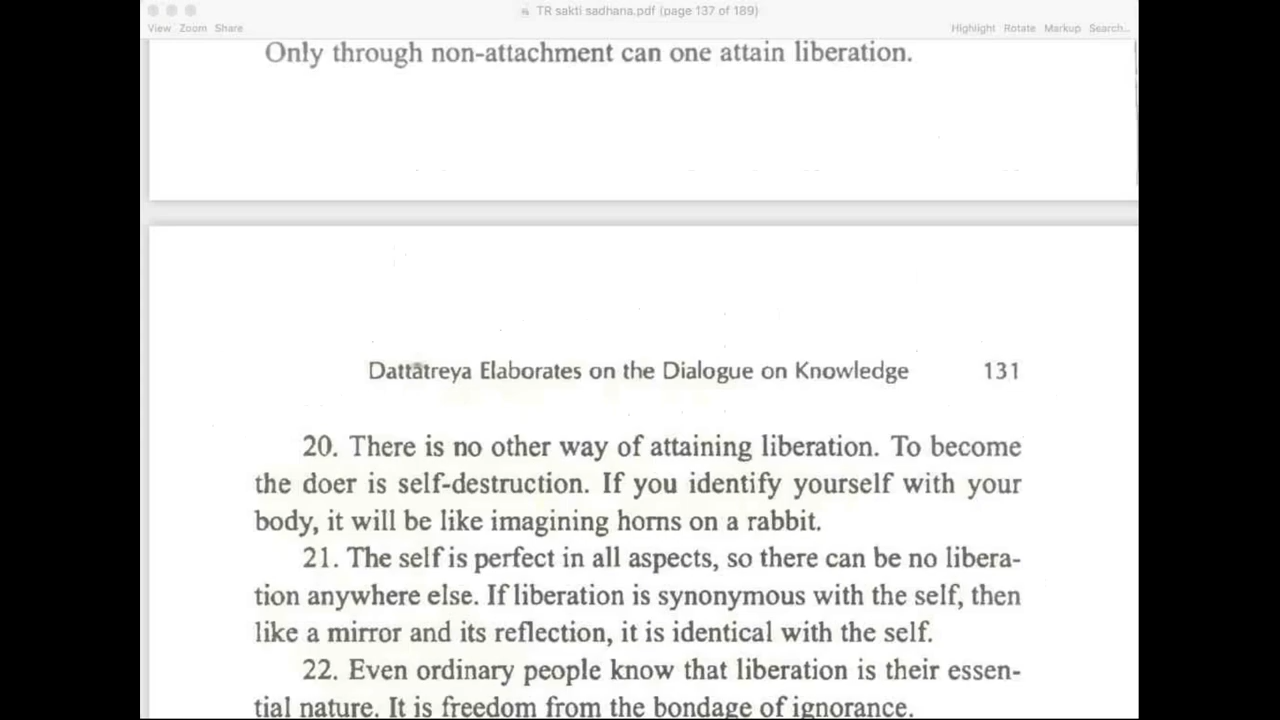 TR sakti sadhana.pdf (page 137 of 189)
View Zoom Share Highlight Rotate Markup Search...
Only through non-attachment can one attain liberation.
Dattātreya Elaborates on the Dialogue on Knowledge 131
20. There is no other way of attaining liberation. To become
the doer is self-destruction. If you identify yourself with your
body, it will be like imagining horns on a rabbit.
21. The self is perfect in all aspects, so there can be no libera-
tion anywhere else. If liberation is synonymous with the self, then
like a mirror and its reflection, it is identical with the self.
22. Even ordinary people know that liberation is their essen-
tial nature. It is freedom from the bondage of ignorance.